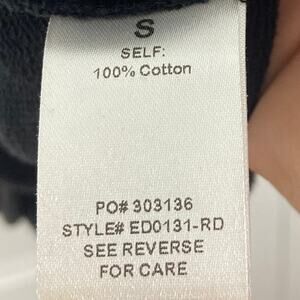 S
SELF:
100% Cotton
PO# 303136
STYLE# ED0131-RD
SEE REVERSE
FOR CARE